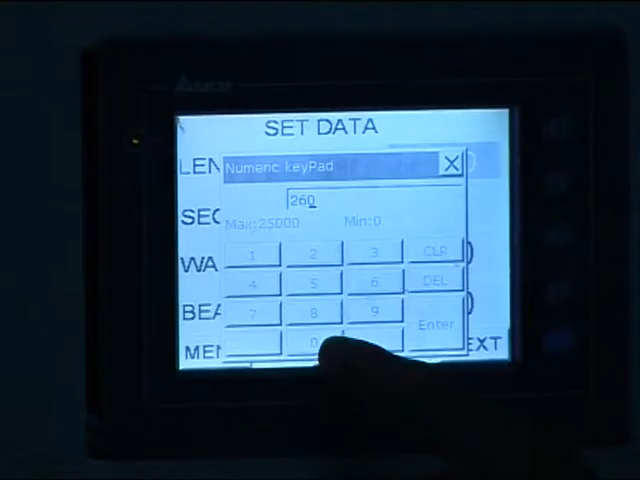 SET DATA
LEN
Numeric keyPad X
260
SEC
Max:25000 Min:0
1 2 3 CLR
WA
4 5 6 DEL
BEA
7 8 9
Enter
MEN 0 EXT